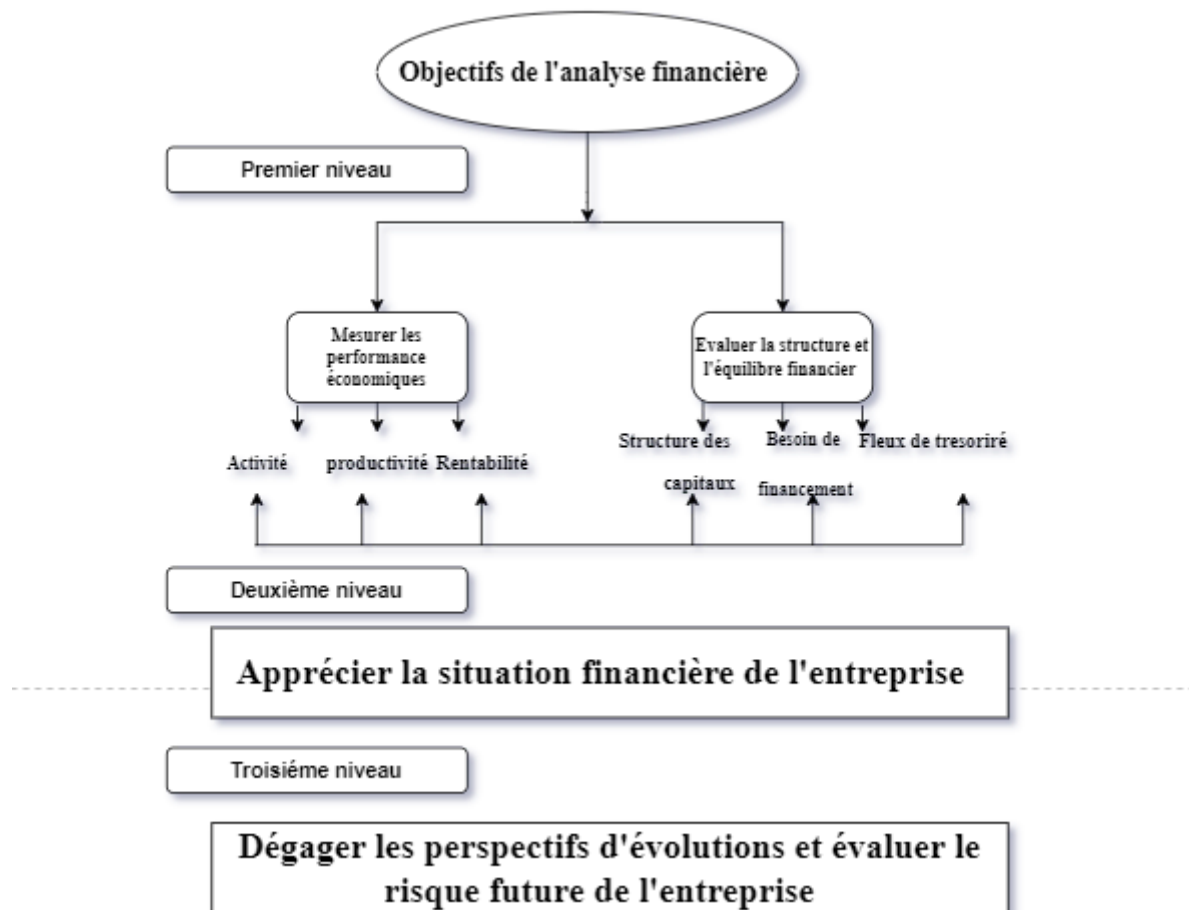 Objectifs de l'analyse financière
Premier niveau
Mesurer les
performance
économiques
Evaluer la structure et
l'équilibre financier
Activité
productivité
Rentabilité
Structure des
capitaux
Besoin de
financement
Fleux de tresoriré
Deuxième niveau
Apprécier la situation financière de l'entreprise
Troisiéme niveau
Dégager les perspectifs d'évolutions et évaluer le
risque future de l'entreprise